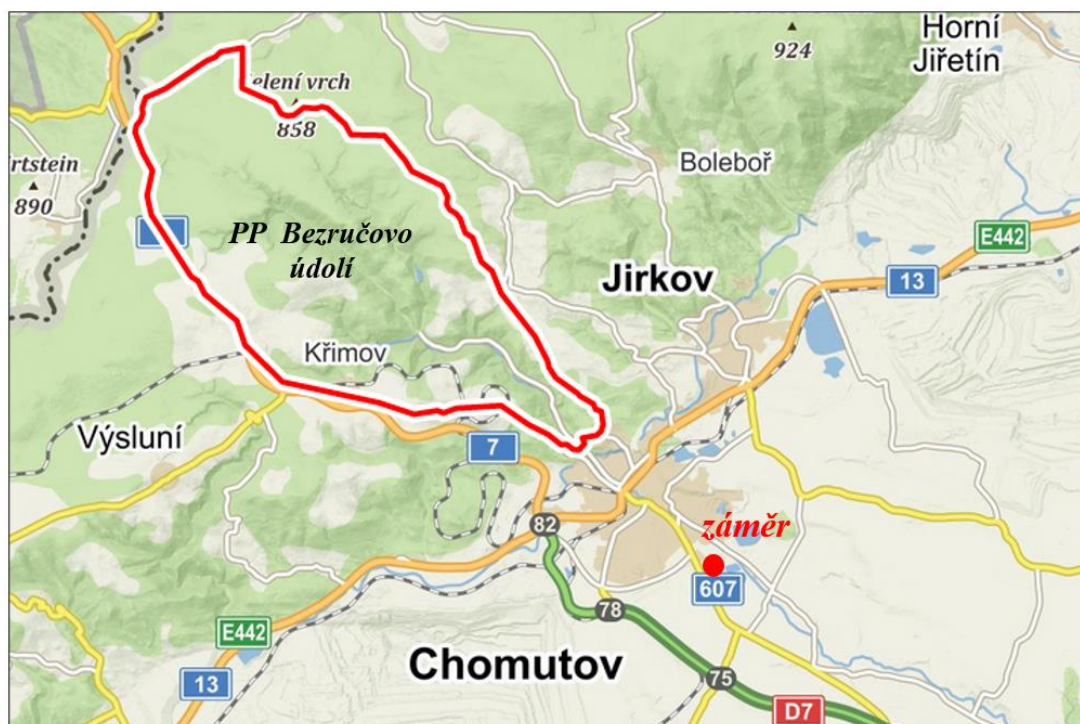 Horní
Jiřetín
924
elení vrch
858
rtstein
890
Boleboř
E442
PP Bezručovo
údolí
Jirkov
13
Křimov
Výsluní
7
82
záměr
607
78
E442
Chomutov
75
13
D7